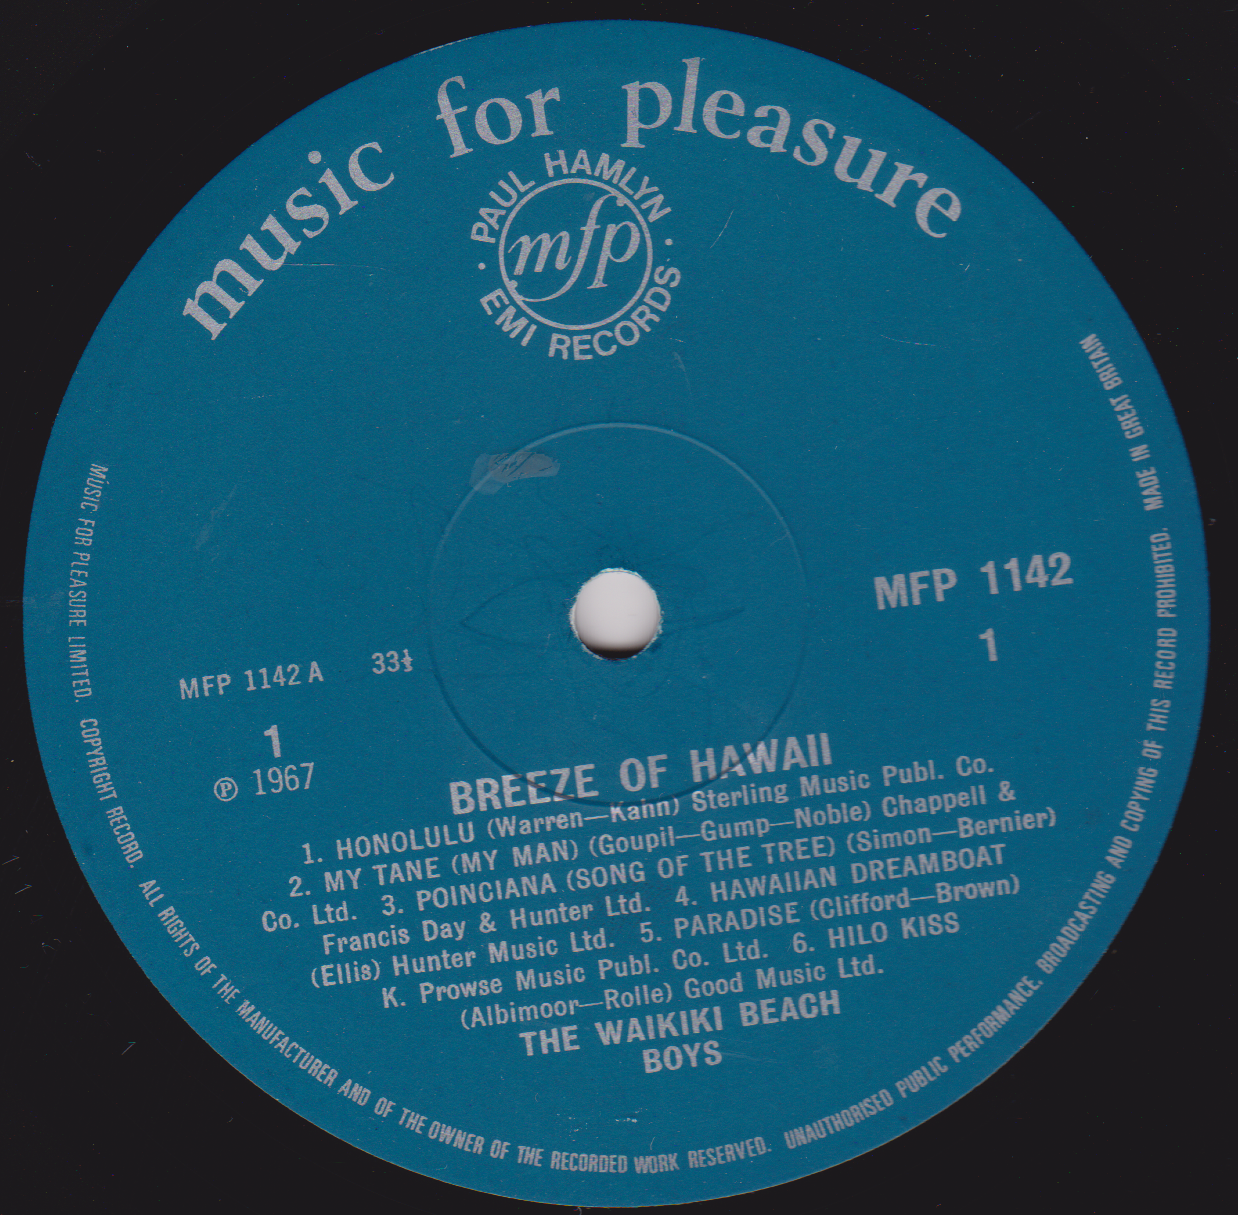 music for pleasure
PAUL HAMLYN
mfp
EMI RECORDS
MFP 1142
1
MFP 1142 A 33⅓
1
℗ 1967
BREEZE OF HAWAII
1. HONOLULU (Warren—Kahn) Sterling Music Publ. Co.
2. MY TANE (MY MAN) (Goupil—Gump—Noble) Chappell &
Co. Ltd. 3. POINCIANA (SONG OF THE TREE) (Simon—Bernier)
Francis Day & Hunter Ltd. 4. HAWAIIAN DREAMBOAT
(Ellis) Hunter Music Ltd. 5. PARADISE (Clifford—Brown)
K. Prowse Music Publ. Co. Ltd. 6. HILO KISS
(Albimoor—Rolle) Good Music Ltd.
THE WAIKIKI BEACH
BOYS
MUSIC FOR PLEASURE LIMITED. COPYRIGHT RECORD. ALL RIGHTS OF THE MANUFACTURER AND OF THE OWNER OF THE RECORDED WORK RESERVED. UNAUTHORISED PUBLIC PERFORMANCE. BROADCASTING AND COPYING OF THIS RECORD PROHIBITED. MADE IN GREAT BRITAIN